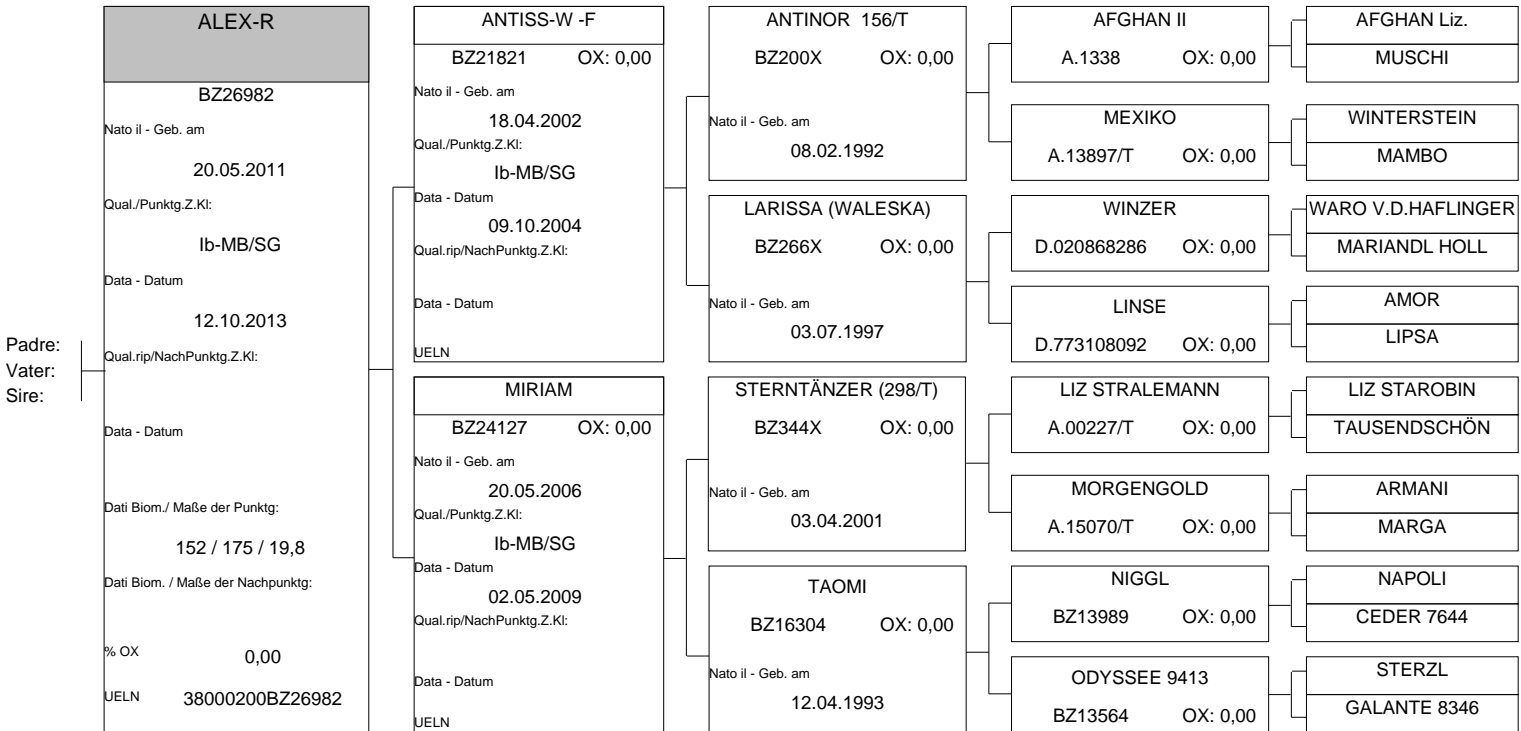 Padre:
Vater:
Sire:
ALEX-R
BZ26982
Nato il - Geb. am
20.05.2011
Qual./Punktg.Z.Kl:
Ib-MB/SG
Data - Datum
12.10.2013
Qual.rip/NachPunktg.Z.Kl:
Data - Datum
Dati Biom./ Maße der Punktg:
152 / 175 / 19,8
Dati Biom. / Maße der Nachpunktg:
% OX 0,00
UELN 38000200BZ26982
ANTISS-W -F
BZ21821 OX: 0,00
Nato il - Geb. am
18.04.2002
Qual./Punktg.Z.Kl:
Ib-MB/SG
Data - Datum
09.10.2004
Qual.rip/NachPunktg.Z.Kl:
Data - Datum
UELN
MIRIAM
BZ24127 OX: 0,00
Nato il - Geb. am
20.05.2006
Qual./Punktg.Z.Kl:
Ib-MB/SG
Data - Datum
02.05.2009
Qual.rip/NachPunktg.Z.Kl:
Data - Datum
UELN
ANTINOR 156/T
BZ200X OX: 0,00
Nato il - Geb. am
08.02.1992
LARISSA (WALESKA)
BZ266X OX: 0,00
Nato il - Geb. am
03.07.1997
STERNTÄNZER (298/T)
BZ344X OX: 0,00
Nato il - Geb. am
03.04.2001
TAOMI
BZ16304 OX: 0,00
Nato il - Geb. am
12.04.1993
AFGHAN II
A.1338 OX: 0,00
MEXIKO
A.13897/T OX: 0,00
WINZER
D.020868286 OX: 0,00
LINSE
D.773108092 OX: 0,00
LIZ STRALEMANN
A.00227/T OX: 0,00
MORGENGOLD
A.15070/T OX: 0,00
NIGGL
BZ13989 OX: 0,00
ODYSSEE 9413
BZ13564 OX: 0,00
AFGHAN Liz.
MUSCHI
WINTERSTEIN
MAMBO
WARO V.D.HAFLINGER
MARIANDL HOLL
AMOR
LIPSA
LIZ STAROBIN
TAUSENDSCHÖN
ARMANI
MARGA
NAPOLI
CEDER 7644
STERZL
GALANTE 8346